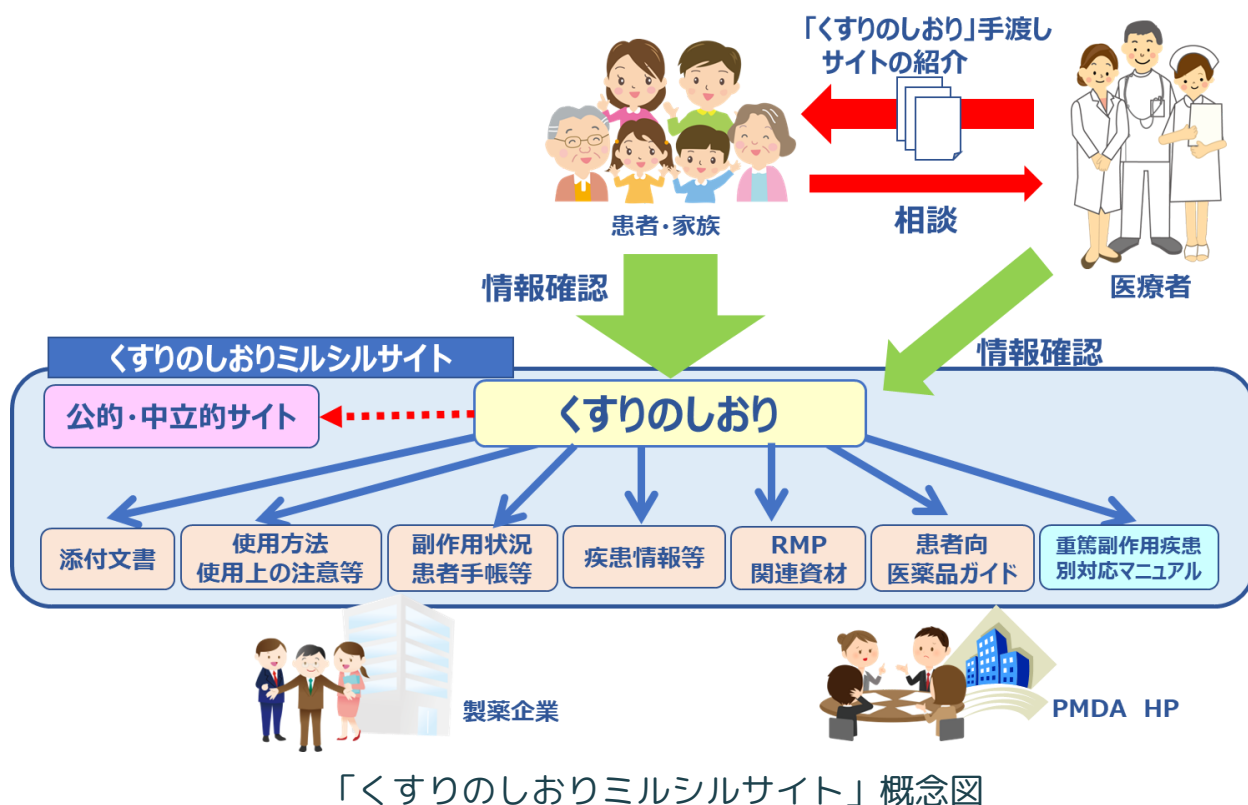 「くすりのしおり」手渡し
サイトの紹介
相談
患者・家族
医療者
情報確認
情報確認
くすりのしおりミルシルサイト
公的・中立的サイト
くすりのしおり
添付文書
使用方法
使用上の注意等
副作用状況
患者手帳等
疾患情報等
RMP
関連資材
患者向
医薬品ガイド
重篤副作用疾患
別対応マニュアル
製薬企業
PMDA HP
「くすりのしおりミルシルサイト」概念図